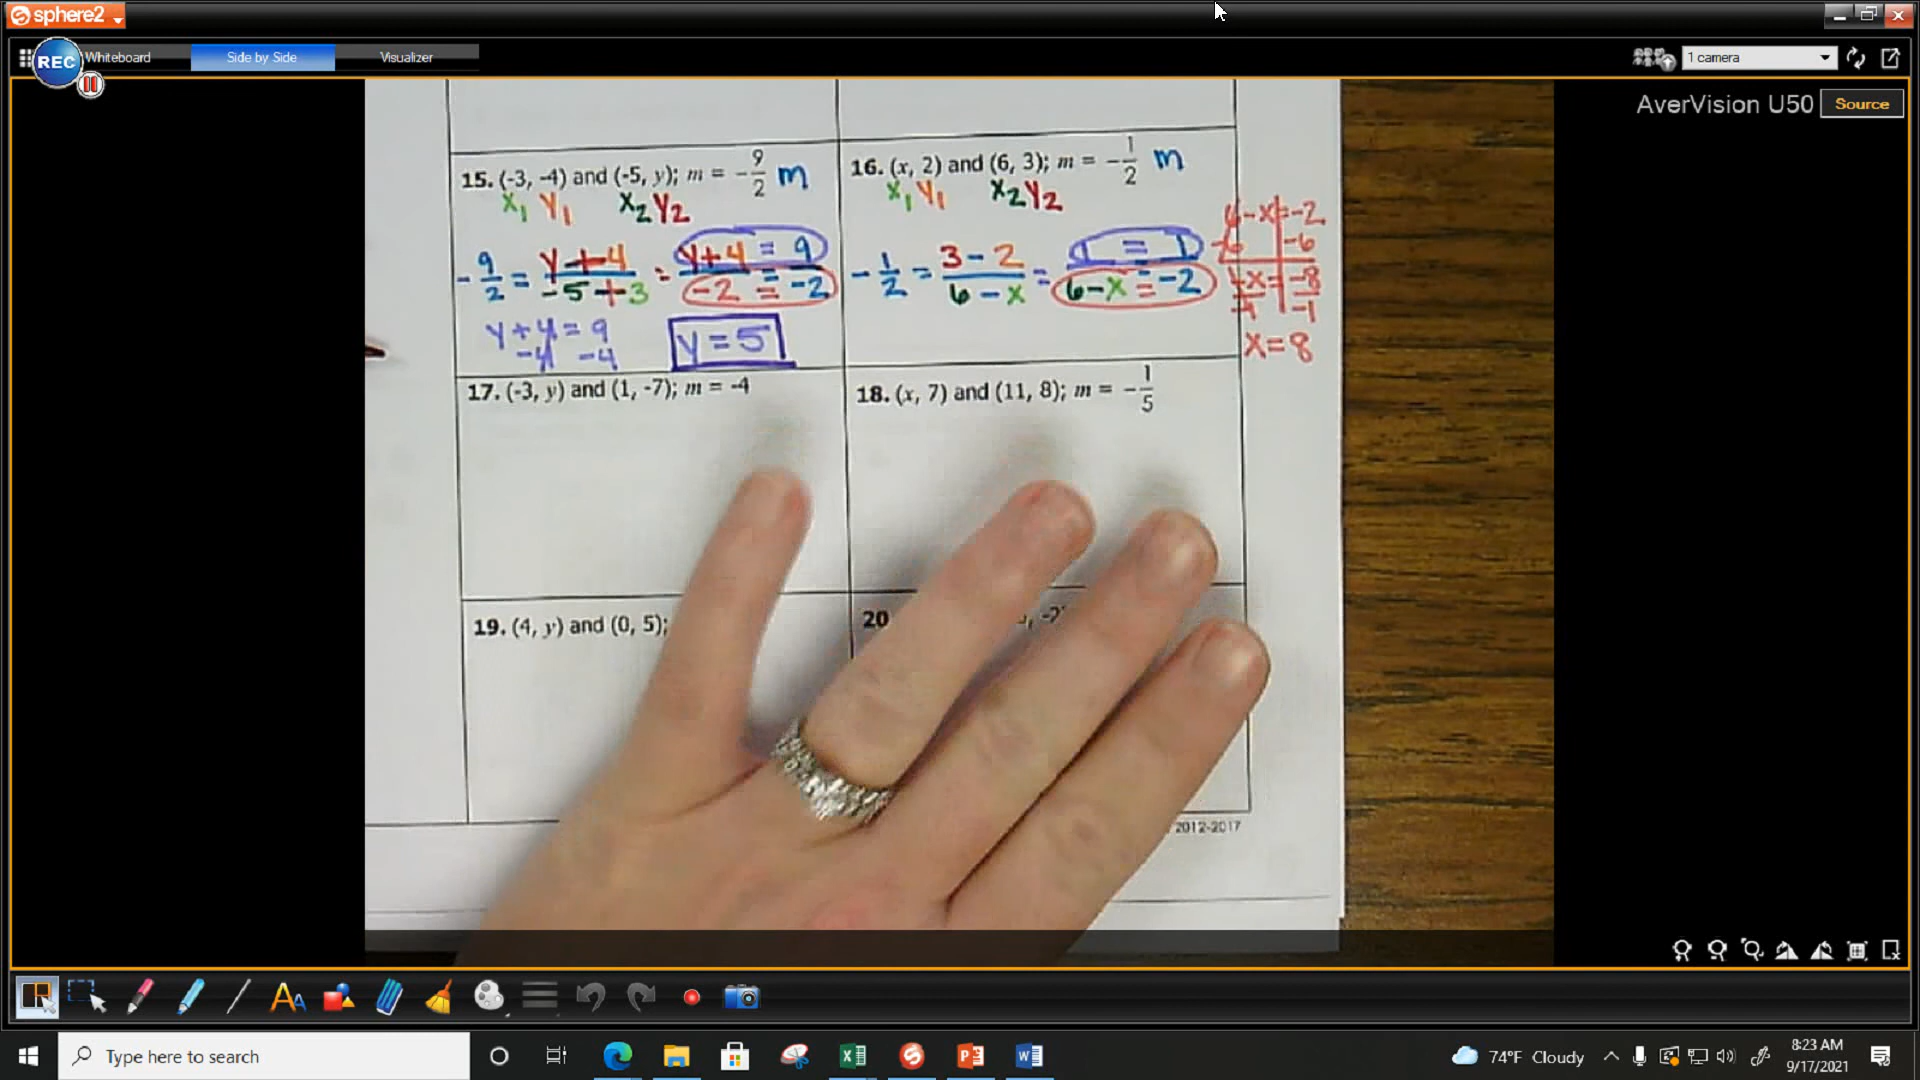 sphere2
REC Whiteboard Side by Side Visualizer 1 camera
AverVision U50 Source
15. (-3, -4) and (-5, y); m = -9/2 m
x₁ y₁ x₂ y₂
-9/2 = y + 4 / -5 + 3 = y+4 = 9 / -2 = -2
y + 4 = 9
-4 -4
y = 5
16. (x, 2) and (6, 3); m = -1/2 m
x₁ y₁ x₂ y₂
-1/2 = 3 - 2 / 6 - x = 1 = 1 / 6-x = -2
6-x=-2
-6 -6
-x = -8
-1 -1
x = 8
17. (-3, y) and (1, -7); m = -4
18. (x, 7) and (11, 8); m = -1/5
19. (4, y) and (0, 5);
20
2012-2017
Type here to search
74°F Cloudy
8:23 AM
9/17/2021